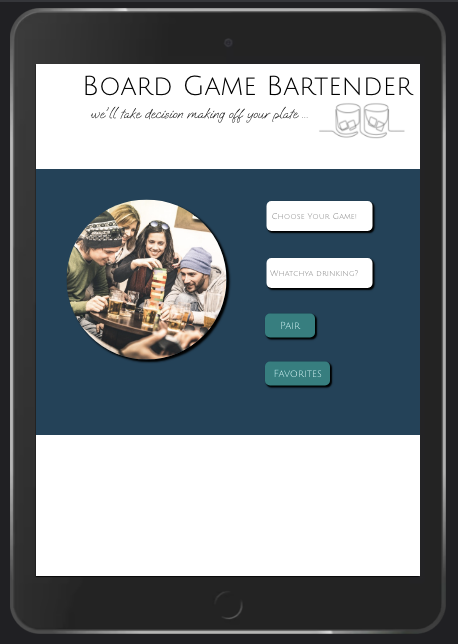 Board Game Bartender
we'll take decision making off your plate ...
Choose Your Game!
Whatchya drinking?
Pair
Favorites